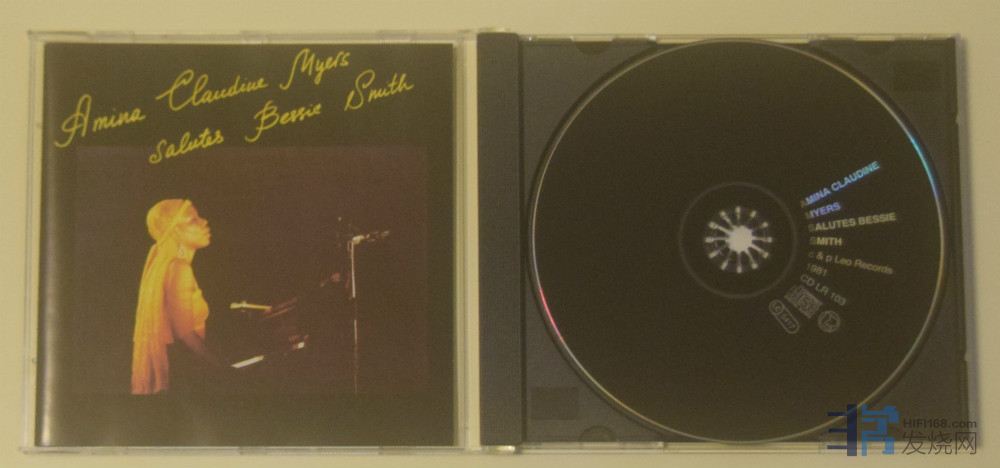 Amina Claudine Myers
salutes Bessie Smith
AMINA CLAUDINE
MYERS
SALUTES BESSIE
SMITH
c & p Leo Records
1981
CD LR 103
HIFI168.com
发烧网